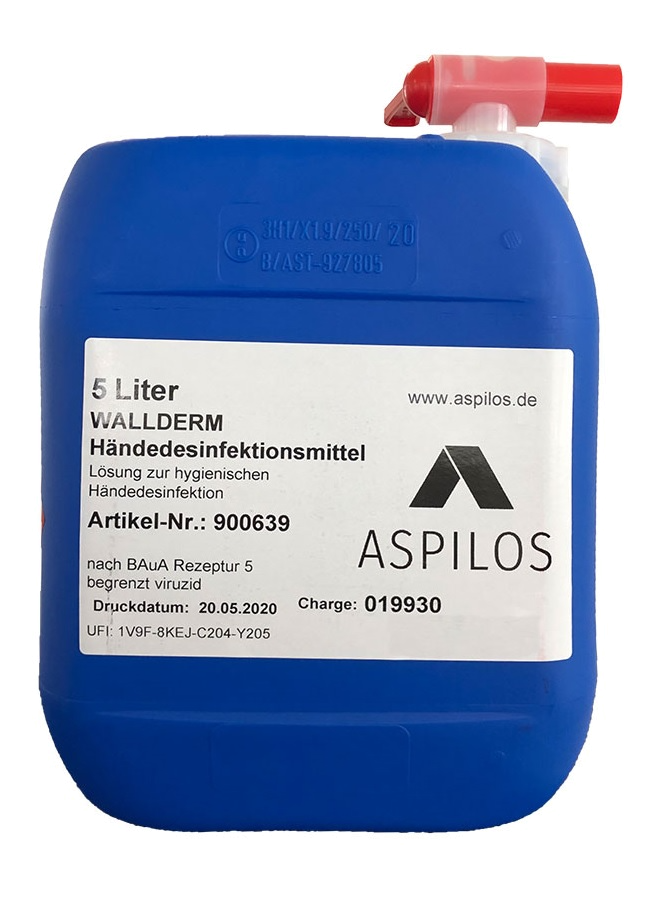 3H1/X1.9/250/ 20
B/AST-927805
5 Liter
WALLDERM
Händedesinfektionsmittel
Lösung zur hygienischen
Händedesinfektion
Artikel-Nr.: 900639
nach BAuA Rezeptur 5
begrenzt viruzid
Druckdatum: 20.05.2020
Charge: 019930
UFI: 1V9F-8KEJ-C204-Y205
www.aspilos.de
ASPILOS